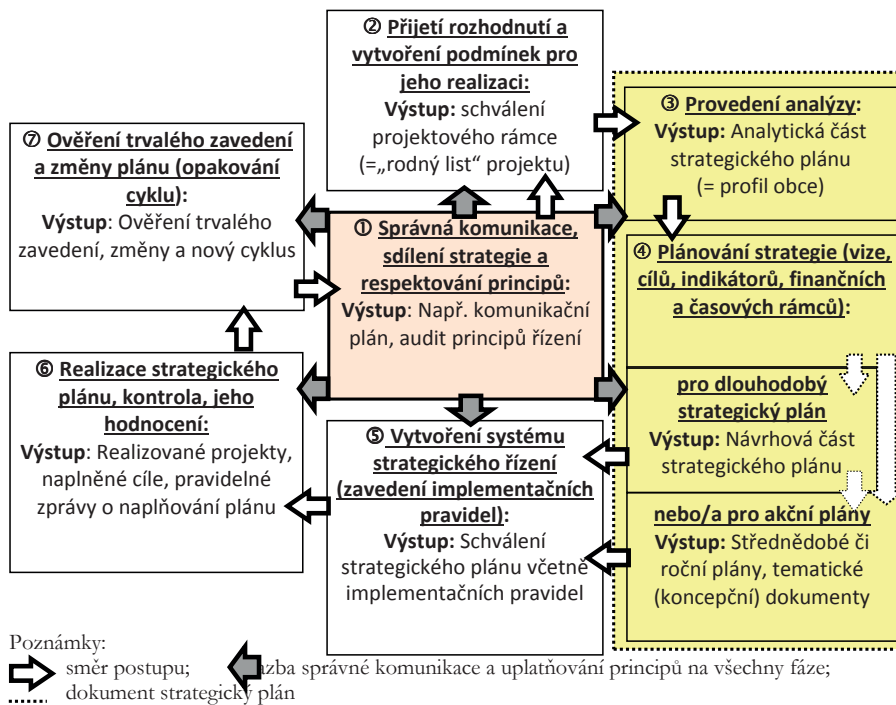 ② Přijetí rozhodnutí a
vytvoření podmínek pro
jeho realizaci:
Výstup: schválení
projektového rámce
(=„rodný list“ projektu)
③ Provedení analýzy:
Výstup: Analytická část
strategického plánu
(= profil obce)
⑦ Ověření trvalého zavedení
a změny plánu (opakování
cyklu):
Výstup: Ověření trvalého
zavedení, změny a nový cyklus
① Správná komunikace,
sdílení strategie a
respektování principů:
Výstup: Např. komunikační
plán, audit principů řízení
④ Plánování strategie (vize,
cílů, indikátorů, finančních
a časových rámců):
pro dlouhodobý
strategický plán
Výstup: Návrhová část
strategického plánu
nebo/a pro akční plány
Výstup: Střednědobé či
roční plány, tematické
(koncepční) dokumenty
⑥ Realizace strategického
plánu, kontrola, jeho
hodnocení:
Výstup: Realizované projekty,
naplněné cíle, pravidelné
zprávy o naplňování plánu
⑤ Vytvoření systému
strategického řízení
(zavedení implementačních
pravidel):
Výstup: Schválení
strategického plánu včetně
implementačních pravidel
Poznámky:
směr postupu; azba správné komunikace a uplatňování principů na všechny fáze;
dokument strategický plán